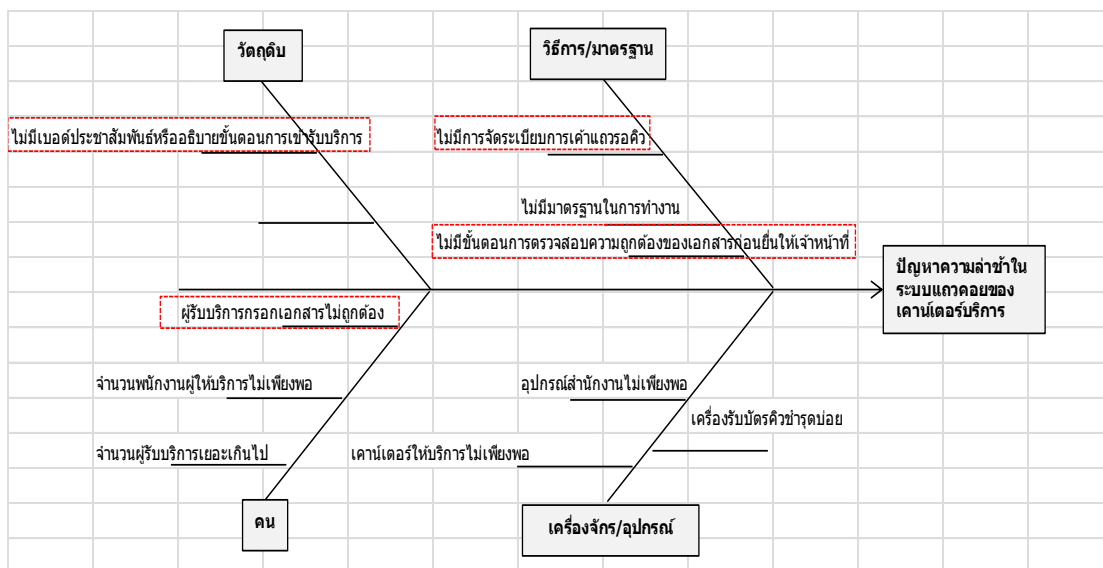 วัตถุดิบ
วิธีการ/มาตรฐาน
ไม่มีเบอด์ประชาสัมพันธ์หรืออธิบายขั้นตอนการเข้ารับบริการ
ไม่มีการจัดระเบียบการเค้าแถวรอคิว
ไม่มีมาตรฐานในการทำงาน
ไม่มีขั้นตอนการตรวจสอบความถูกต้องของเอกสารก่อนยื่นให้เจ้าหน้าที่
ปัญหาความล่าช้าใน
ระบบแถวคอยของ
เคาน์เตอร์บริการ
ผู้รับบริการกรอกเอกสารไม่ถูกต้อง
จำนวนพนักงานผู้ให้บริการไม่เพียงพอ
อุปกรณ์สำนักงานไม่เพียงพอ
เครื่องรับบัตรคิวชำรุดบ่อย
จำนวนผู้รับบริการเยอะเกินไป
เคาน์เตอร์ให้บริการไม่เพียงพอ
คน
เครื่องจักร/อุปกรณ์